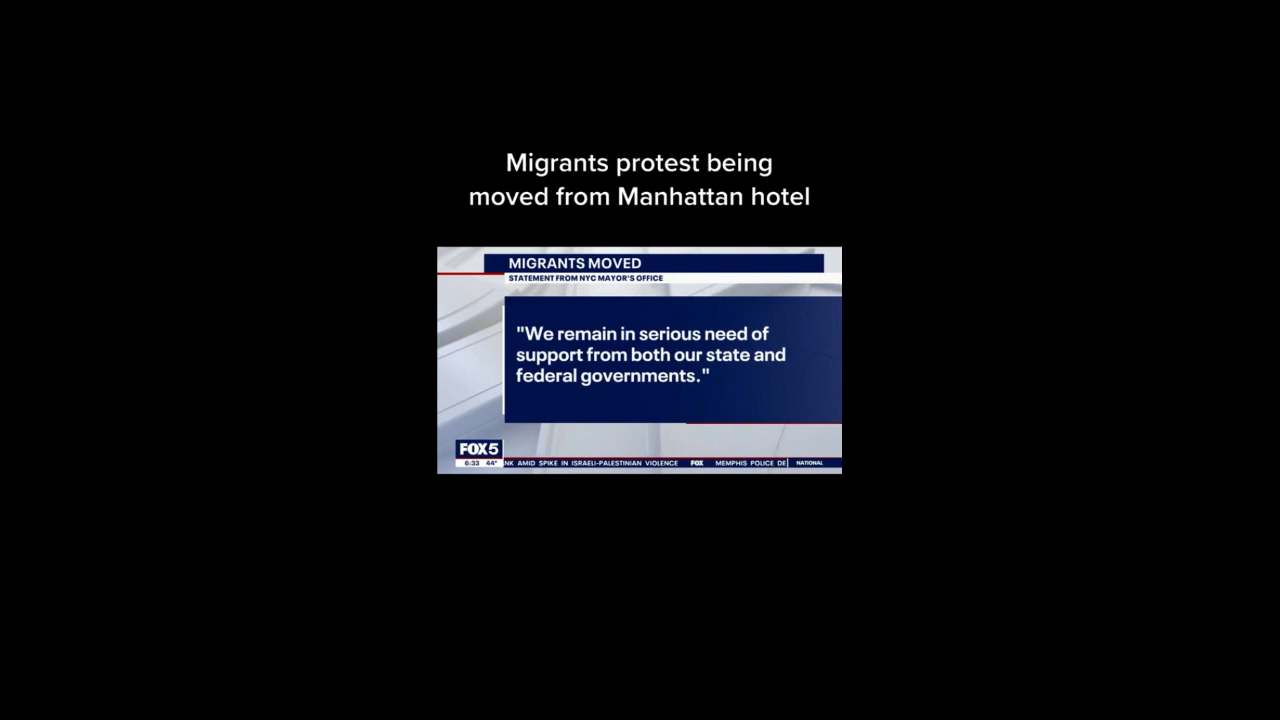 Migrants protest being
moved from Manhattan hotel
MIGRANTS MOVED
STATEMENT FROM NYC MAYOR'S OFFICE
"We remain in serious need of
support from both our state and
federal governments."
FOX 5
6:33 44° NK AMID SPIKE IN ISRAELI-PALESTINIAN VIOLENCE FOX MEMPHIS POLICE DE NATIONAL